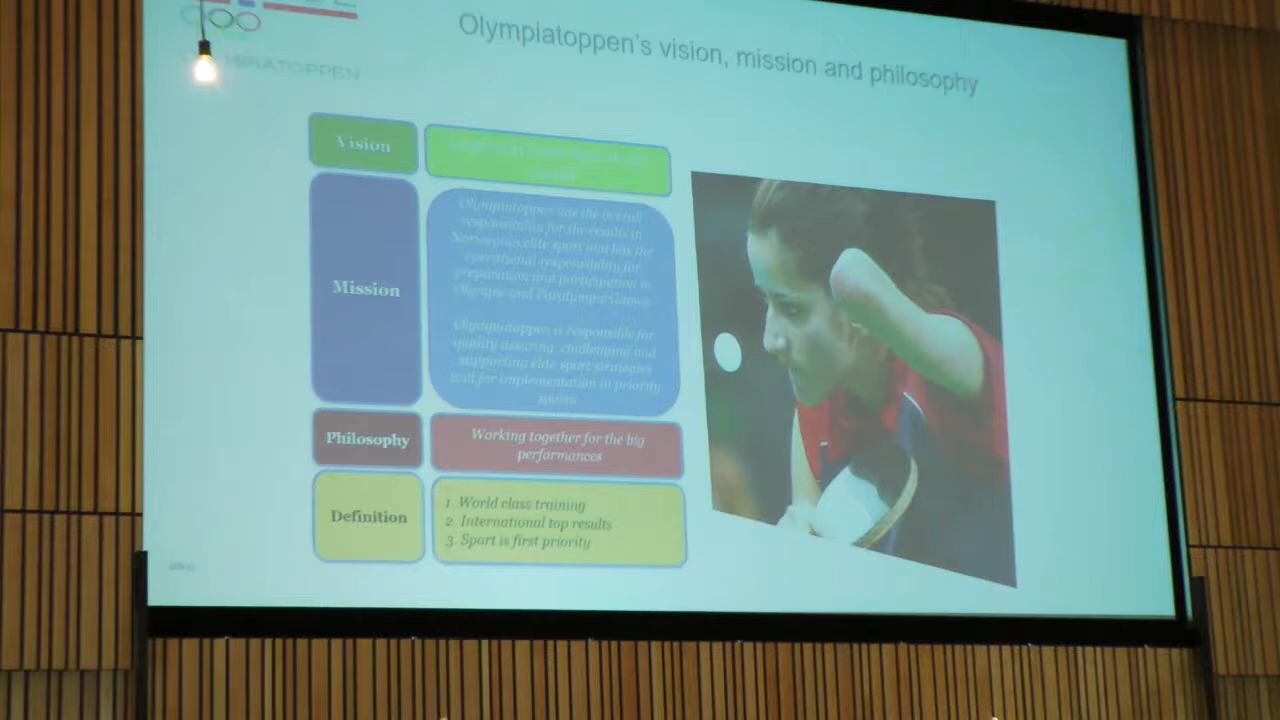 Olympiatoppen's vision, mission and philosophy
Vision
Mission
Olympiatoppen has the overall
responsibility for the results in
Norwegian elite sport and has the
operational responsibility for
preparation and participation in
Olympic and Paralympic Games
Olympiatoppen is responsible for
quality assuring, challenging and
supporting elite sport strategies
and for implementation in priority
sports
Philosophy
Working together for the big
performances
Definition
1. World class training
2. International top results
3. Sport is first priority